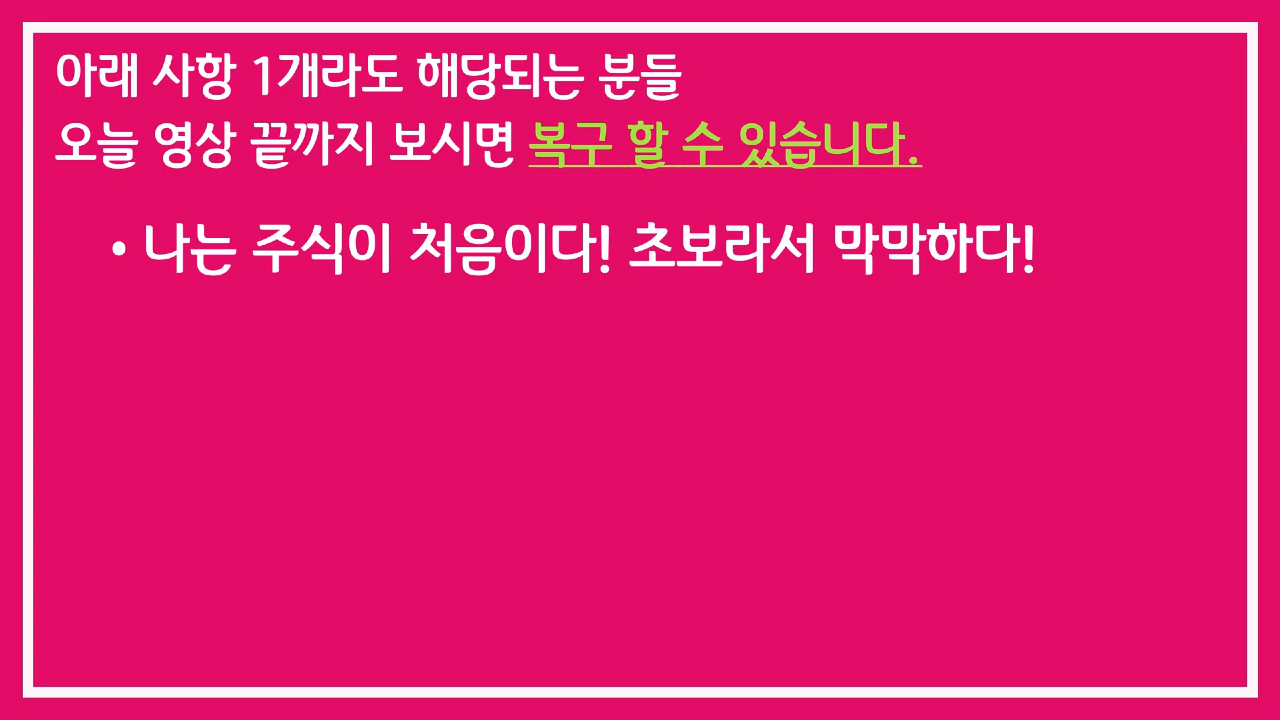 아래 사항 1개라도 해당되는 분들
오늘 영상 끝까지 보시면 복구 할 수 있습니다.
• 나는 주식이 처음이다! 초보라서 막막하다!